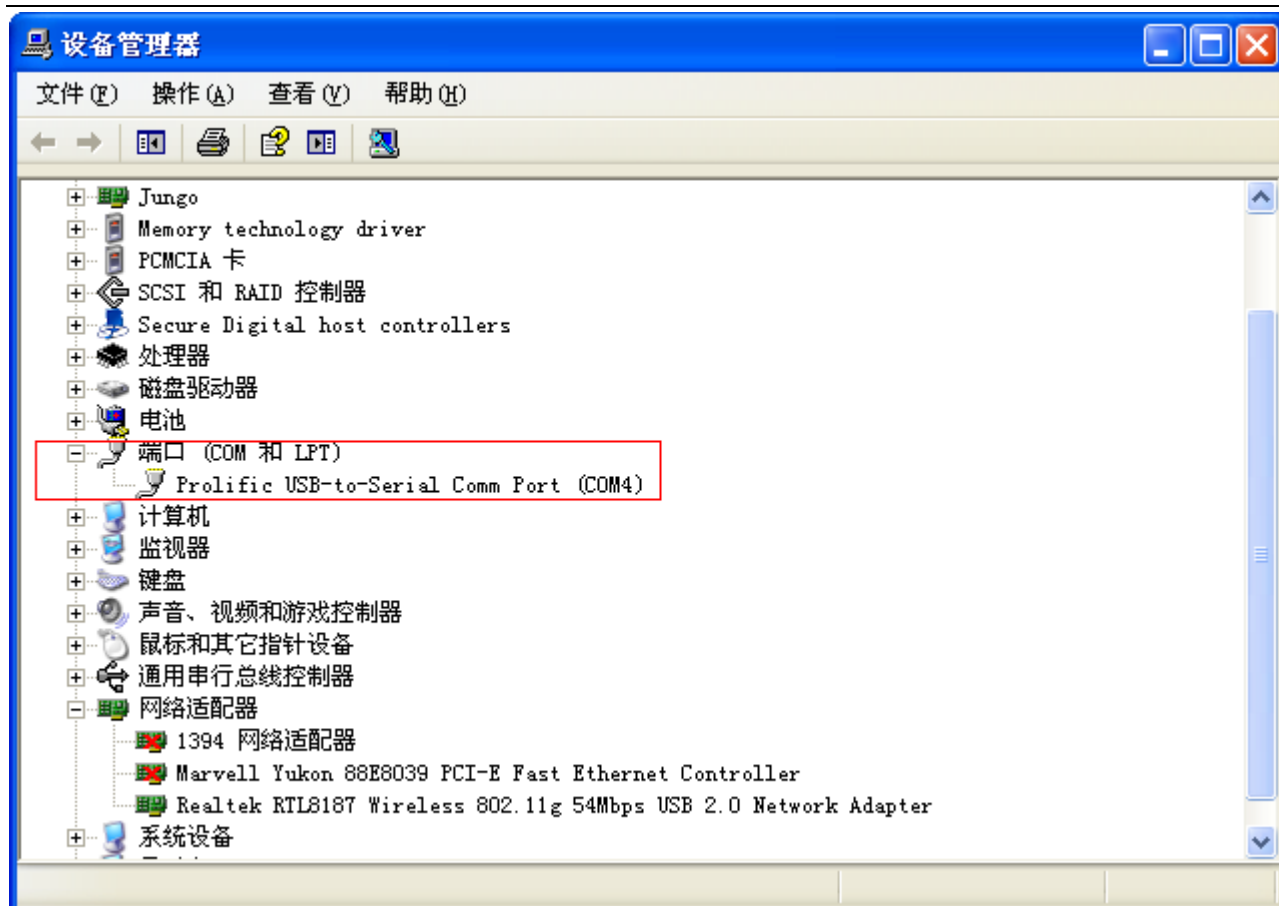 设备管理器
文件(F) 操作(A) 查看(V) 帮助(H)
Jungo
Memory technology driver
PCMCIA 卡
SCSI 和 RAID 控制器
Secure Digital host controllers
处理器
磁盘驱动器
电池
端口 (COM 和 LPT)
Prolific USB-to-Serial Comm Port (COM4)
计算机
监视器
键盘
声音、视频和游戏控制器
鼠标和其它指针设备
通用串行总线控制器
网络适配器
1394 网络适配器
Marvell Yukon 88E8039 PCI-E Fast Ethernet Controller
Realtek RTL8187 Wireless 802.11g 54Mbps USB 2.0 Network Adapter
系统设备